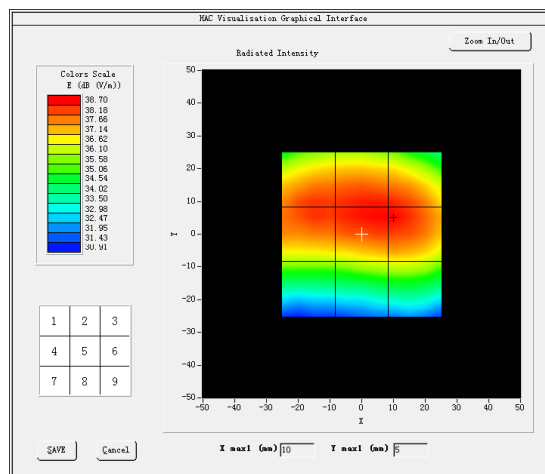 HAC Visualisation Graphical Interface
Zoom In/Out
Radiated Intensity
Colors Scale
E (dB (V/m))
38.70
38.18
37.66
37.14
36.62
36.10
35.58
35.06
34.54
34.02
33.50
32.98
32.47
31.95
31.43
30.91
50
40
30
20
10
0
-10
-20
-30
-40
-50
Y
-50 -40 -30 -20 -10 0 10 20 30 40 50
X
1 2 3
4 5 6
7 8 9
SAVE
Cancel
X max1 (mm) 10
Y max1 (mm) 5